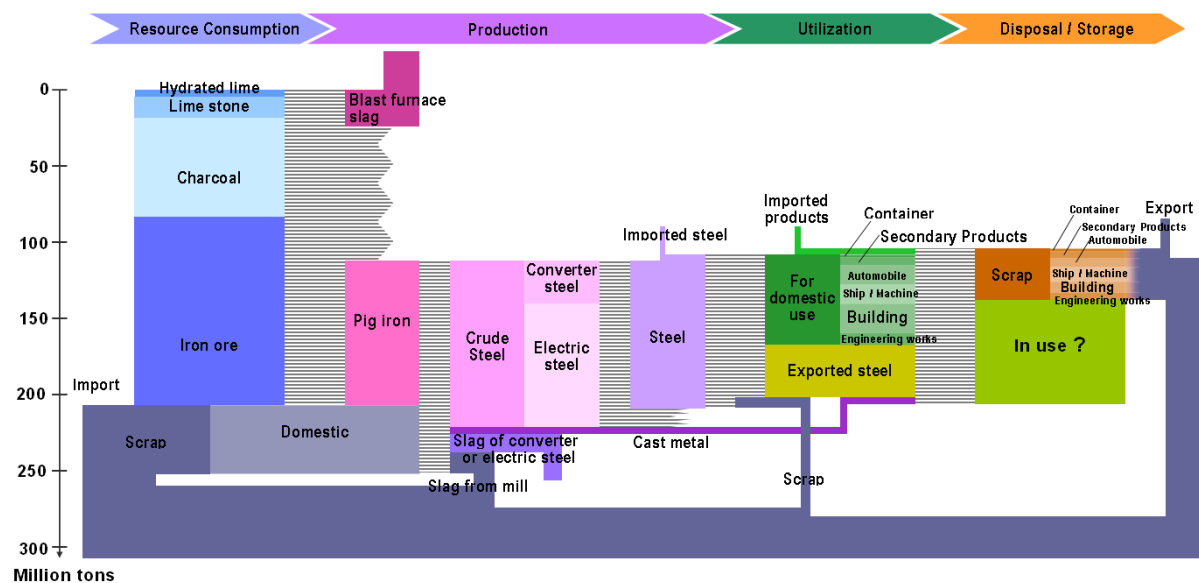 Resource Consumption
Production
Utilization
Disposal / Storage
0
50
100
150
200
250
300
Million tons
Hydrated lime
Lime stone
Charcoal
Iron ore
Import
Scrap
Domestic
Blast furnace
slag
Pig iron
Crude
Steel
Converter
steel
Electric
steel
Slag of converter
or electric steel
Slag from mill
Imported steel
Steel
Cast metal
Imported
products
Container
Secondary Products
For
domestic
use
Automobile
Ship / Machine
Building
Engineering works
Exported steel
Scrap
Container
Secondary Products
Automobile
Export
Scrap
Ship / Machine
Building
Engineering works
In use ?